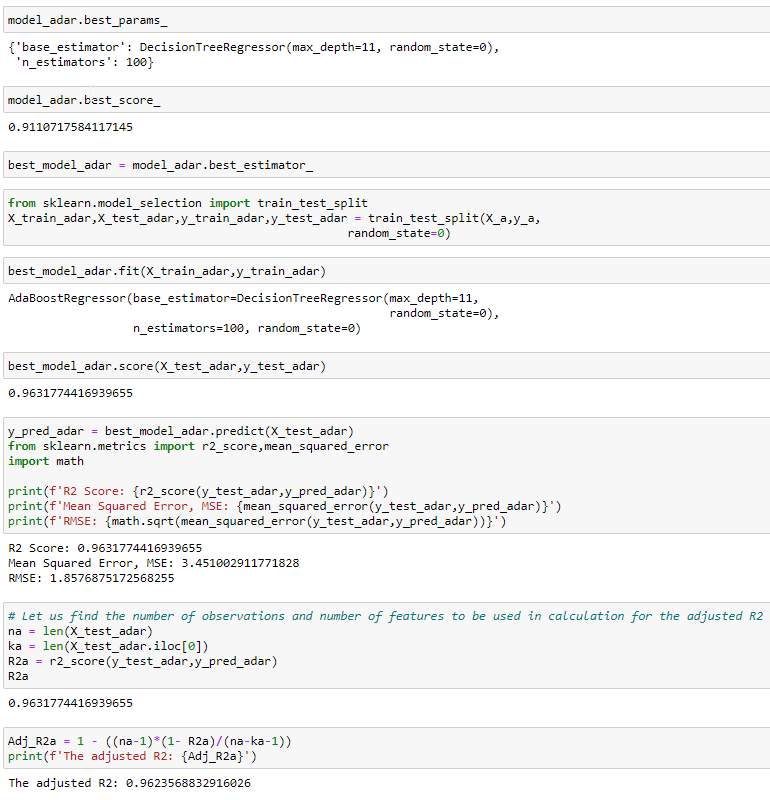 model_adar.best_params_
{'base_estimator': DecisionTreeRegressor(max_depth=11, random_state=0),
 'n_estimators': 100}
model_adar.best_score_
0.9110717584117145
best_model_adar = model_adar.best_estimator_
from sklearn.model_selection import train_test_split
X_train_adar,X_test_adar,y_train_adar,y_test_adar = train_test_split(X_a,y_a,
                                                 random_state=0)
best_model_adar.fit(X_train_adar,y_train_adar)
AdaBoostRegressor(base_estimator=DecisionTreeRegressor(max_depth=11,
                                                       random_state=0),
                  n_estimators=100, random_state=0)
best_model_adar.score(X_test_adar,y_test_adar)
0.9631774416939655
y_pred_adar = best_model_adar.predict(X_test_adar)
from sklearn.metrics import r2_score,mean_squared_error
import math
print(f'R2 Score: {r2_score(y_test_adar,y_pred_adar)}')
print(f'Mean Squared Error, MSE: {mean_squared_error(y_test_adar,y_pred_adar)}')
print(f'RMSE: {math.sqrt(mean_squared_error(y_test_adar,y_pred_adar))}')
R2 Score: 0.9631774416939655
Mean Squared Error, MSE: 3.451002911771828
RMSE: 1.8576875172568255
# Let us find the number of observations and number of features to be used in calculation for the adjusted R2
na = len(X_test_adar)
ka = len(X_test_adar.iloc[0])
R2a = r2_score(y_test_adar,y_pred_adar)
R2a
0.9631774416939655
Adj_R2a = 1 - ((na-1)*(1- R2a)/(na-ka-1))
print(f'The adjusted R2: {Adj_R2a}')
The adjusted R2: 0.9623568832916026